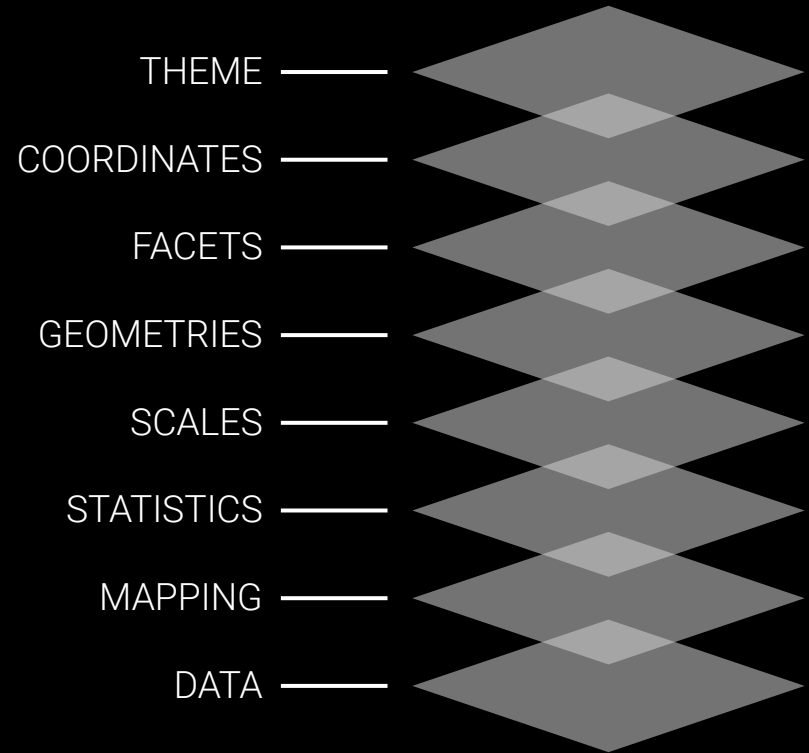 THEME
COORDINATES
FACETS
GEOMETRIES
SCALES
STATISTICS
MAPPING
DATA